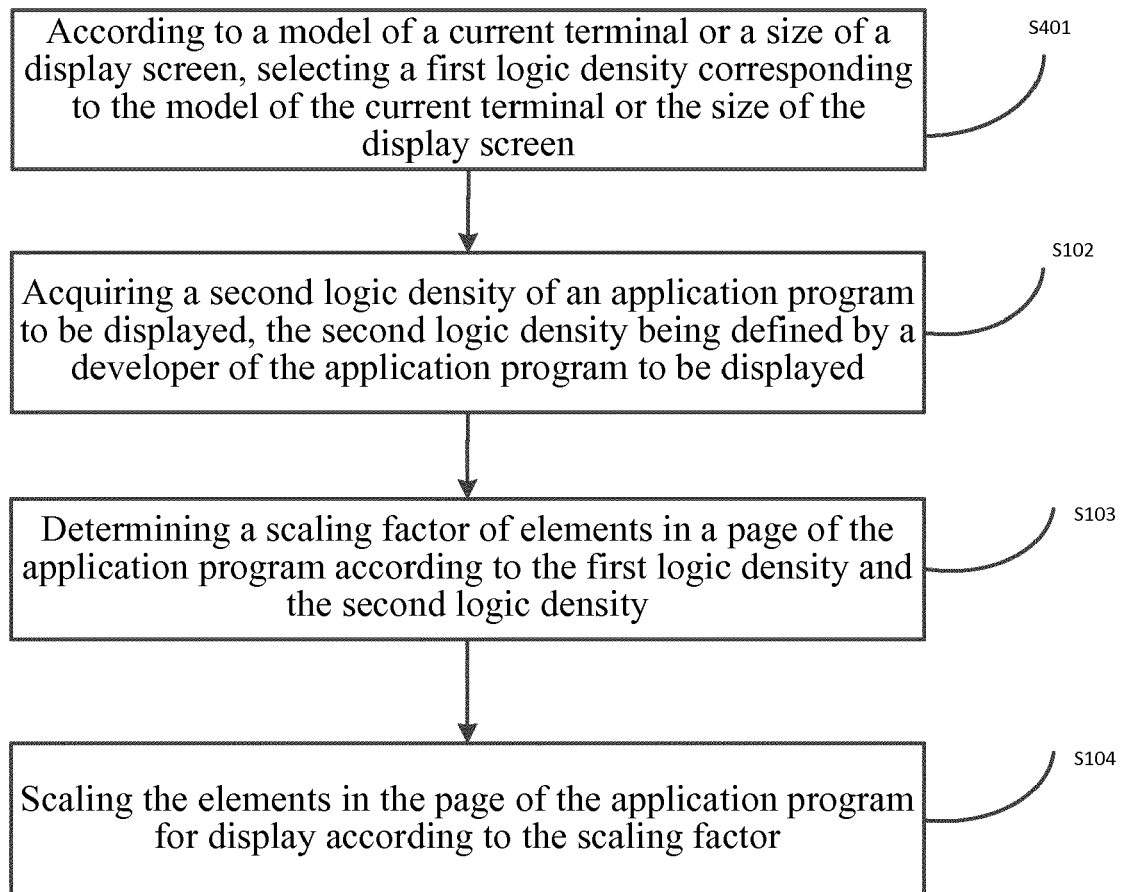 According to a model of a current terminal or a size of a
display screen, selecting a first logic density corresponding
to the model of the current terminal or the size of the
display screen
S401
Acquiring a second logic density of an application program
to be displayed, the second logic density being defined by a
developer of the application program to be displayed
S102
Determining a scaling factor of elements in a page of the
application program according to the first logic density and
the second logic density
S103
Scaling the elements in the page of the application program
for display according to the scaling factor
S104